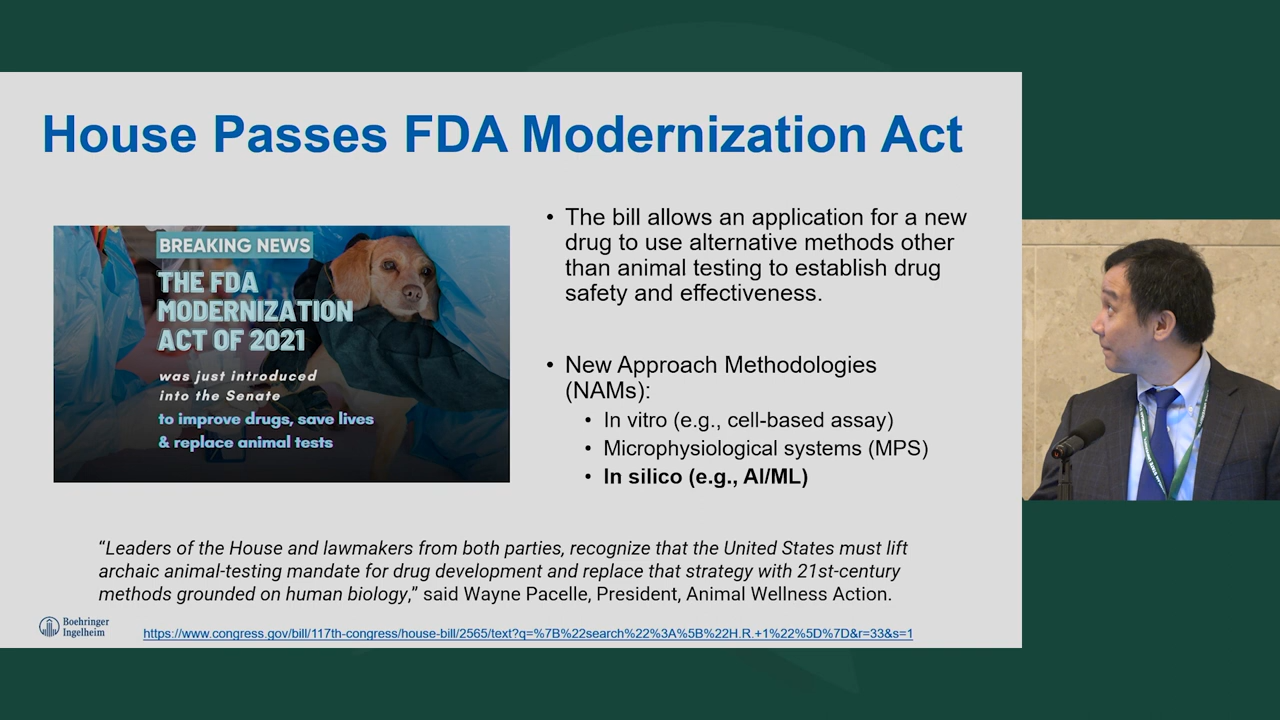 House Passes FDA Modernization Act
BREAKING NEWS
THE FDA
MODERNIZATION
ACT OF 2021
was just introduced
into the Senate
to improve drugs, save lives
& replace animal tests
• The bill allows an application for a new
drug to use alternative methods other
than animal testing to establish drug
safety and effectiveness.
• New Approach Methodologies
(NAMs):
• In vitro (e.g., cell-based assay)
• Microphysiological systems (MPS)
• In silico (e.g., AI/ML)
“Leaders of the House and lawmakers from both parties, recognize that the United States must lift
archaic animal-testing mandate for drug development and replace that strategy with 21st-century
methods grounded on human biology,” said Wayne Pacelle, President, Animal Wellness Action.
Boehringer
Ingelheim
https://www.congress.gov/bill/117th-congress/house-bill/2565/text?q=%7B%22search%22%3A%5B%22H.R.+1%22%5D%7D&r=33&s=1